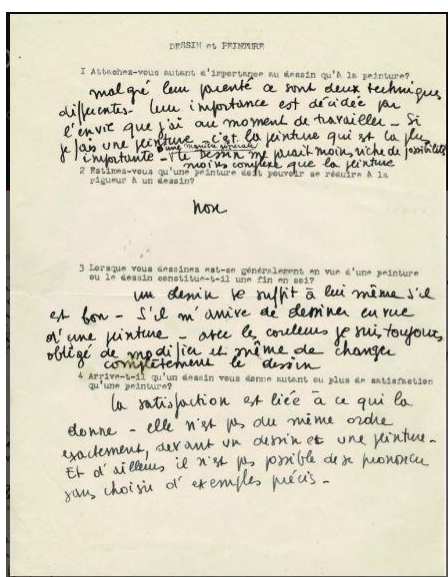 DESSIN et PEINTURE
I Attachez-vous autant d'importance au dessin qu'à la peinture?
malgré leur parenté ce sont deux techniques
differentes - leur importance est décidée par
l'envie que j'ai au moment de travailler - Si
je fais une peinture - c'est la peinture qui est la plus
importante - d'une manière générale le dessin me parait moins riche de possibilités
moins complexe que la peinture
2 Estimez-vous qu'une peinture doit pouvoir se réduire à la
rigueur à un dessin?
non
3 Lorsque vous dessinez est-ce généralement en vue d'une peinture
ou le dessin constitue-t-il une fin en soi?
un dessin se suffit à lui même s'il
est bon - S'il m'arrive de dessiner en vue
d'une peinture - avec les couleurs je suis toujours
obligé de modifier et même de changer
complètement le dessin
4 Arrive-t-il qu'un dessin vous donne autant ou plus de satisfaction
qu'une peinture?
la satisfaction est liée à ce qui la
donne - elle n'est pas du même ordre
exactement, devant un dessin et une peinture -
Et d'ailleurs il n'est pas possible de se prononcer
sans choisir d'exemples précis -